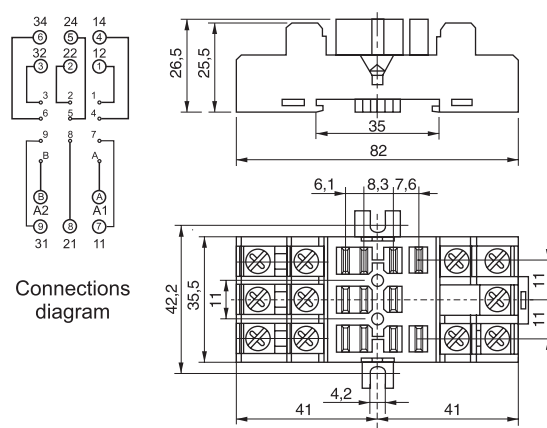 34 24 14
6 5 4
32 22 12
3 2 1
3 2 1
6 5 4
9 8 7
B A
B A
A2 A1
9 8 7
31 21 11
Connections
diagram
26,5
25,5
35
82
6,1 8,3 7,6
42,2
35,5
11
11
11
4,2
41 41